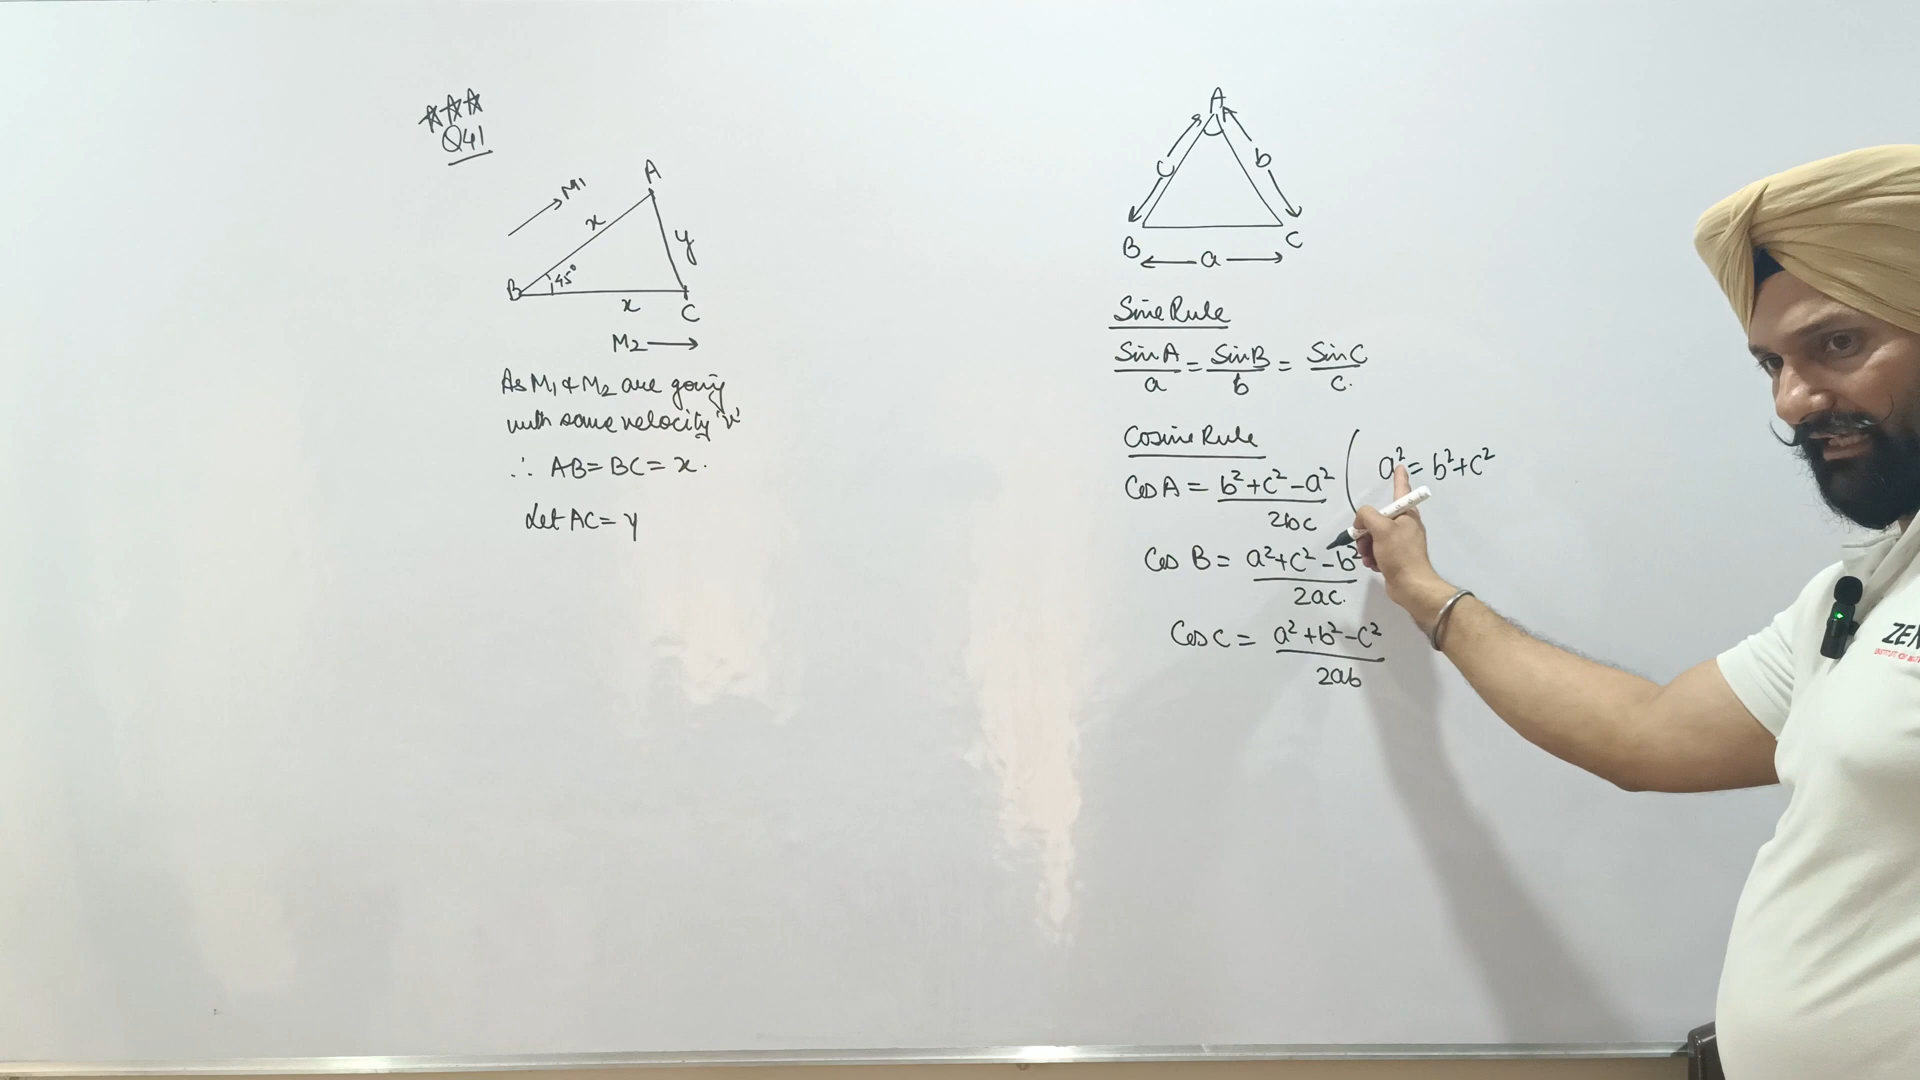 ☆☆☆
Q41
M1
A
x
y
B
45°
x
C
M2
As M1 & M2 are going
with same velocity 'v'
∴ AB = BC = x.
Let AC = y
A
A
c
b
B
C
a
Sine Rule
Sin A / a = Sin B / b = Sin C / c.
Cosine Rule
Cos A = b²+c²-a² / 2bc ( a² = b²+c²
Cos B = a²+c²-b² / 2ac.
Cos C = a²+b²-c² / 2ab